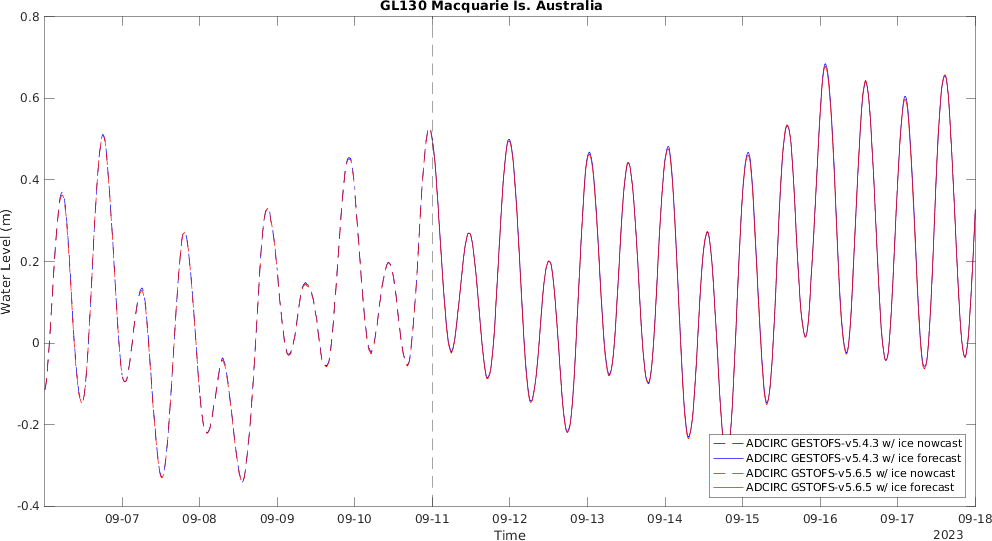 GL130 Macquarie Is. Australia
0.8
0.6
0.4
0.2
0
-0.2
-0.4
Water Level (m)
ADCIRC GESTOFS-v5.4.3 w/ ice nowcast
ADCIRC GESTOFS-v5.4.3 w/ ice forecast
ADCIRC GSTOFS-v5.6.5 w/ ice nowcast
ADCIRC GSTOFS-v5.6.5 w/ ice forecast
09-07 09-08 09-09 09-10 09-11 09-12 09-13 09-14 09-15 09-16 09-17 09-18
Time
2023